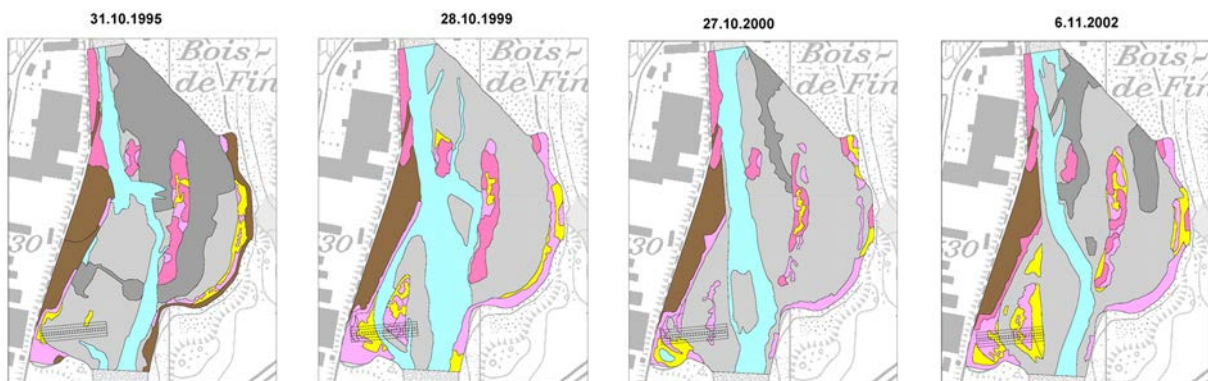 31.10.1995
28.10.1999
27.10.2000
6.11.2002
Bois-
de Fin
30
Bois-
de Fin
30
Bois-
de Fin
30
Bois-
de Fin
30